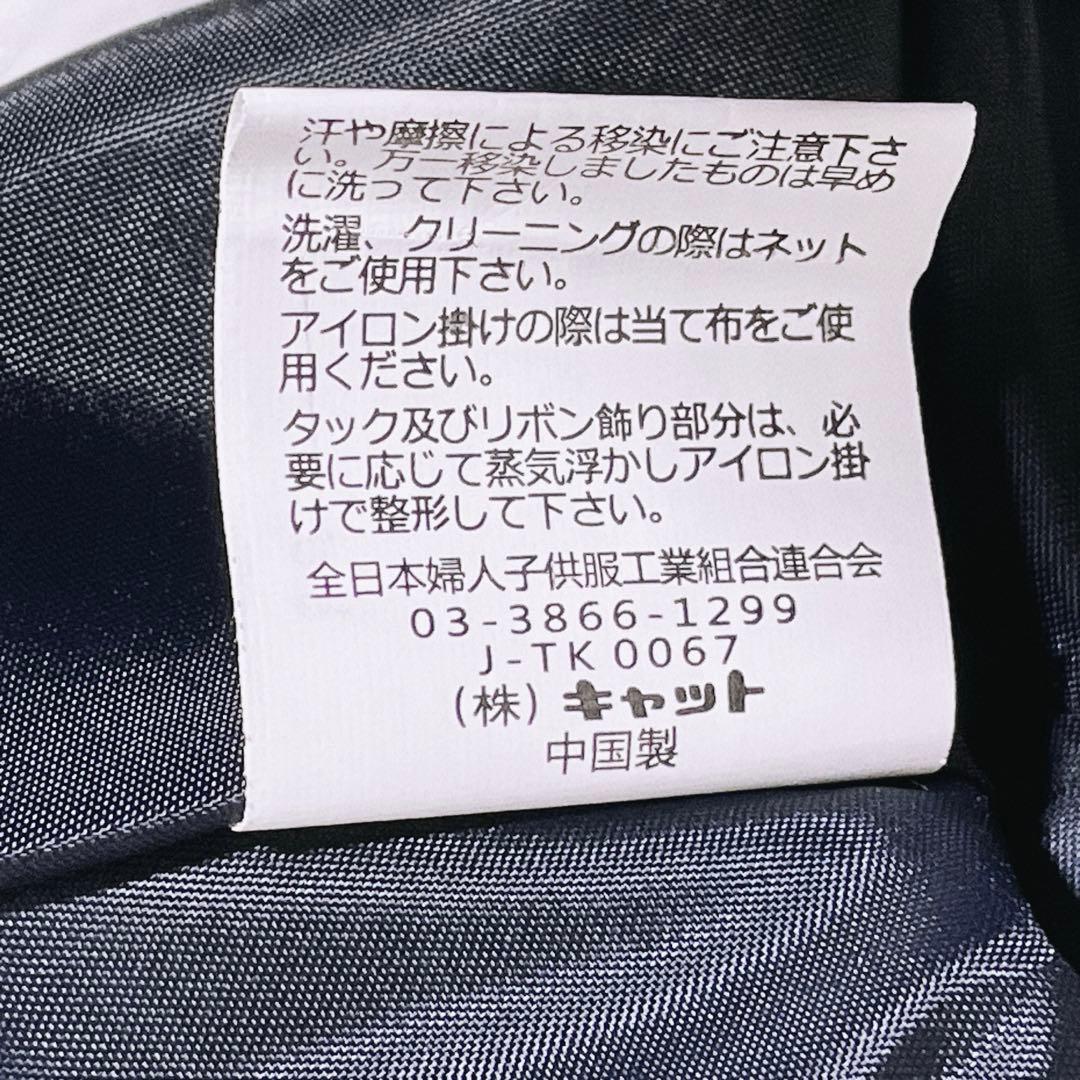 汗や摩擦による移染にご注意下さ
い。万一移染しましたものは早め
に洗って下さい。
洗濯、クリーニングの際はネット
をご使用下さい。
アイロン掛けの際は当て布をご使
用ください。
タック及びリボン飾り部分は、必
要に応じて蒸気浮かしアイロン掛
けで整形して下さい。
全日本婦人子供服工業組合連合会
03-3866-1299
J-TK0067
(株)キャット
中国製